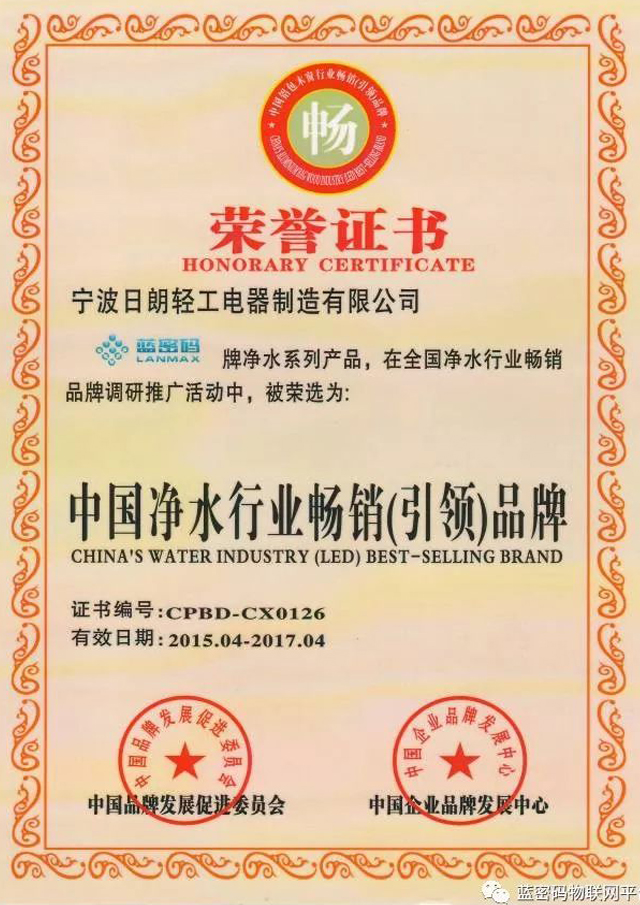 中国铝包木窗行业畅销(引领)品牌
畅
荣誉证书
HONORARY CERTIFICATE
宁波日朗轻工电器制造有限公司
蓝密码
LANMAX
牌净水系列产品，在全国净水行业畅销
品牌调研推广活动中，被荣选为:
中国净水行业畅销(引领)品牌
CHINA'S WATER INDUSTRY (LED) BEST-SELLING BRAND
证书编号:CPBD-CX0126
有效日期:2015.04-2017.04
中国品牌发展促进委员会
中国企业品牌发展中心
中国品牌发展促进委员会
中国企业品牌发展中心
蓝密码物联网平